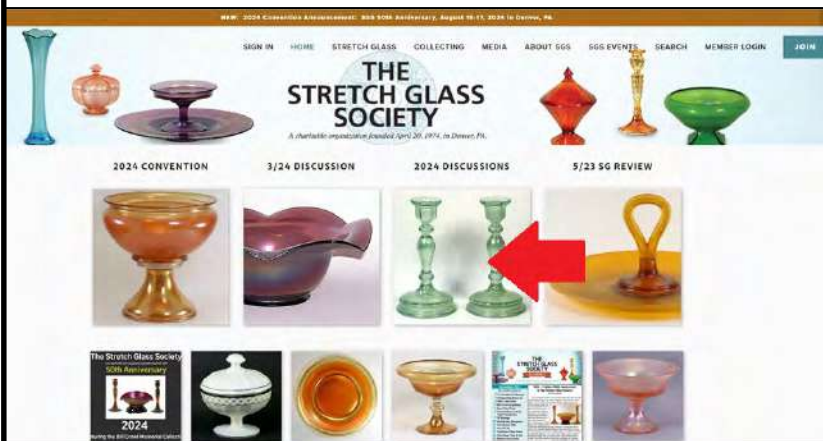 NEW: 2024 Convention Announcement: SGS 50th Anniversary, August 15-17, 2024 in Denver, PA.
SIGN IN HOME STRETCH GLASS COLLECTING MEDIA ABOUT SGS SGS EVENTS SEARCH MEMBER LOGIN JOIN
THE
STRETCH GLASS
SOCIETY
A charitable organization founded April 20, 1974, in Denver, PA.
2024 CONVENTION 3/24 DISCUSSION 2024 DISCUSSIONS 5/23 SG REVIEW
The Stretch Glass Society
50th Anniversary
2024
THE
STRETCH GLASS
SOCIETY